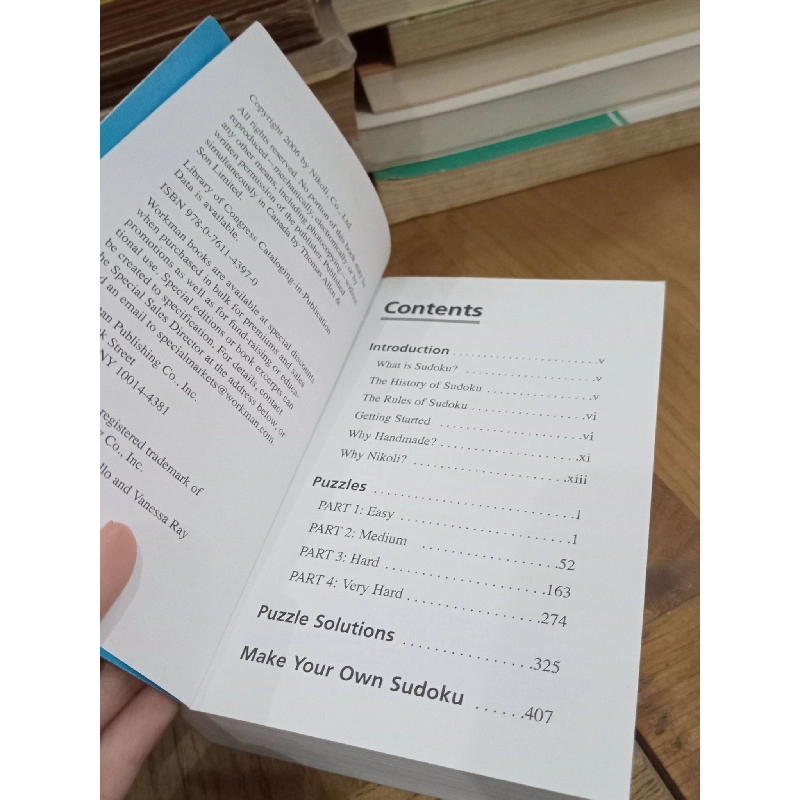 Copyright 2006 by Nikoli, Co., Ltd.
All rights reserved. No portion of this book may be
reproduced—mechanically, electronically or by
any other means, including photocopying—without
written permission of the publisher. Published
simultaneously in Canada by Thomas Allen &
Son Limited.
Library of Congress Cataloging-in-Publication
Data is available.
ISBN 978-0-7611-4397-0
Workman books are available at special discounts
when purchased in bulk for premiums and sales
promotions as well as for fund-raising or educa-
tional use. Special editions or book excerpts can
be created to specification. For details, contact
Special Sales Director at the address below, or
an email to specialmarkets@workman.com.
Publishing Co., Inc.
Street
NY 10014-4381
registered trademark of
Co., Inc.
and Vanessa Ray
Contents
Introduction ........................v
What is Sudoku? ........................v
The History of Sudoku ....................v
The Rules of Sudoku ....................vi
Getting Started ........................vi
Why Handmade? ........................xi
Why Nikoli? ........................xiii
Puzzles ........................1
PART 1: Easy ........................1
PART 2: Medium ....................52
PART 3: Hard ........................163
PART 4: Very Hard ....................274
Puzzle Solutions ....................325
Make Your Own Sudoku ......407